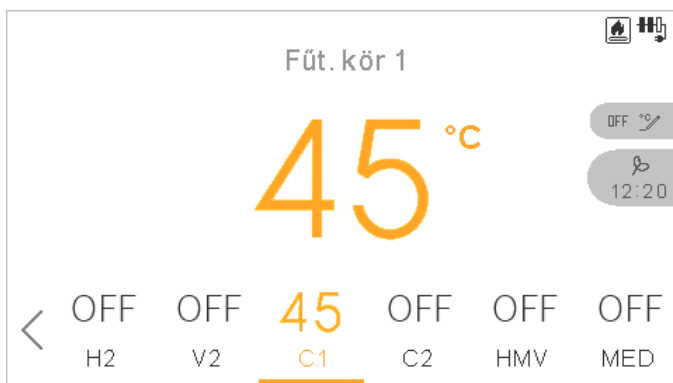 Fűt. kör 1
45 °C
OFF °C
12:20
OFF OFF 45 OFF OFF OFF
H2 V2 C1 C2 HMV MED